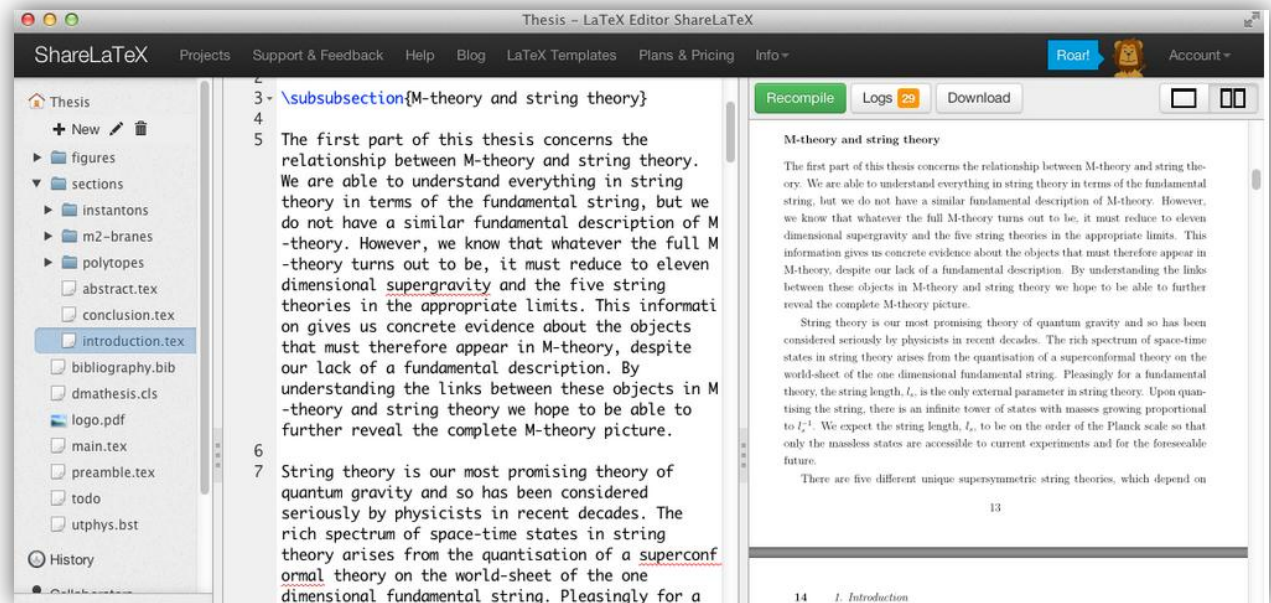 Thesis – LaTeX Editor ShareLaTeX
ShareLaTeX Projects Support & Feedback Help Blog LaTeX Templates Plans & Pricing Info Roar! Account
Thesis
New
figures
sections
instantons
m2-branes
polytopes
abstract.tex
conclusion.tex
introduction.tex
bibliography.bib
dmathesis.cls
logo.pdf
main.tex
preamble.tex
todo
utphys.bst
History
2
3 \subsubsection{M-theory and string theory}
4
5 The first part of this thesis concerns the
relationship between M-theory and string theory.
We are able to understand everything in string
theory in terms of the fundamental string, but we
do not have a similar fundamental description of M
-theory. However, we know that whatever the full M
-theory turns out to be, it must reduce to eleven
dimensional supergravity and the five string
theories in the appropriate limits. This informati
on gives us concrete evidence about the objects
that must therefore appear in M-theory, despite
our lack of a fundamental description. By
understanding the links between these objects in M
-theory and string theory we hope to be able to
further reveal the complete M-theory picture.
6
7 String theory is our most promising theory of
quantum gravity and so has been considered
seriously by physicists in recent decades. The
rich spectrum of space-time states in string
theory arises from the quantisation of a superconf
ormal theory on the world-sheet of the one
dimensional fundamental string. Pleasingly for a
Recompile Logs 29 Download
M-theory and string theory
The first part of this thesis concerns the relationship between M-theory and string the-
ory. We are able to understand everything in string theory in terms of the fundamental
string, but we do not have a similar fundamental description of M-theory. However,
we know that whatever the full M-theory turns out to be, it must reduce to eleven
dimensional supergravity and the five string theories in the appropriate limits. This
information gives us concrete evidence about the objects that must therefore appear in
M-theory, despite our lack of a fundamental description. By understanding the links
between these objects in M-theory and string theory we hope to be able to further
reveal the complete M-theory picture.
String theory is our most promising theory of quantum gravity and so has been
considered seriously by physicists in recent decades. The rich spectrum of space-time
states in string theory arises from the quantisation of a superconformal theory on the
world-sheet of the one dimensional fundamental string. Pleasingly for a fundamental
theory, the string length, lₛ, is the only external parameter in string theory. Upon quan-
tising the string, there is an infinite tower of states with masses growing proportional
to lₛ⁻¹. We expect the string length, lₛ, to be on the order of the Planck scale so that
only the massless states are accessible to current experiments and for the foreseeable
future.
There are five different unique supersymmetric string theories, which depend on
13
14 1. Introduction